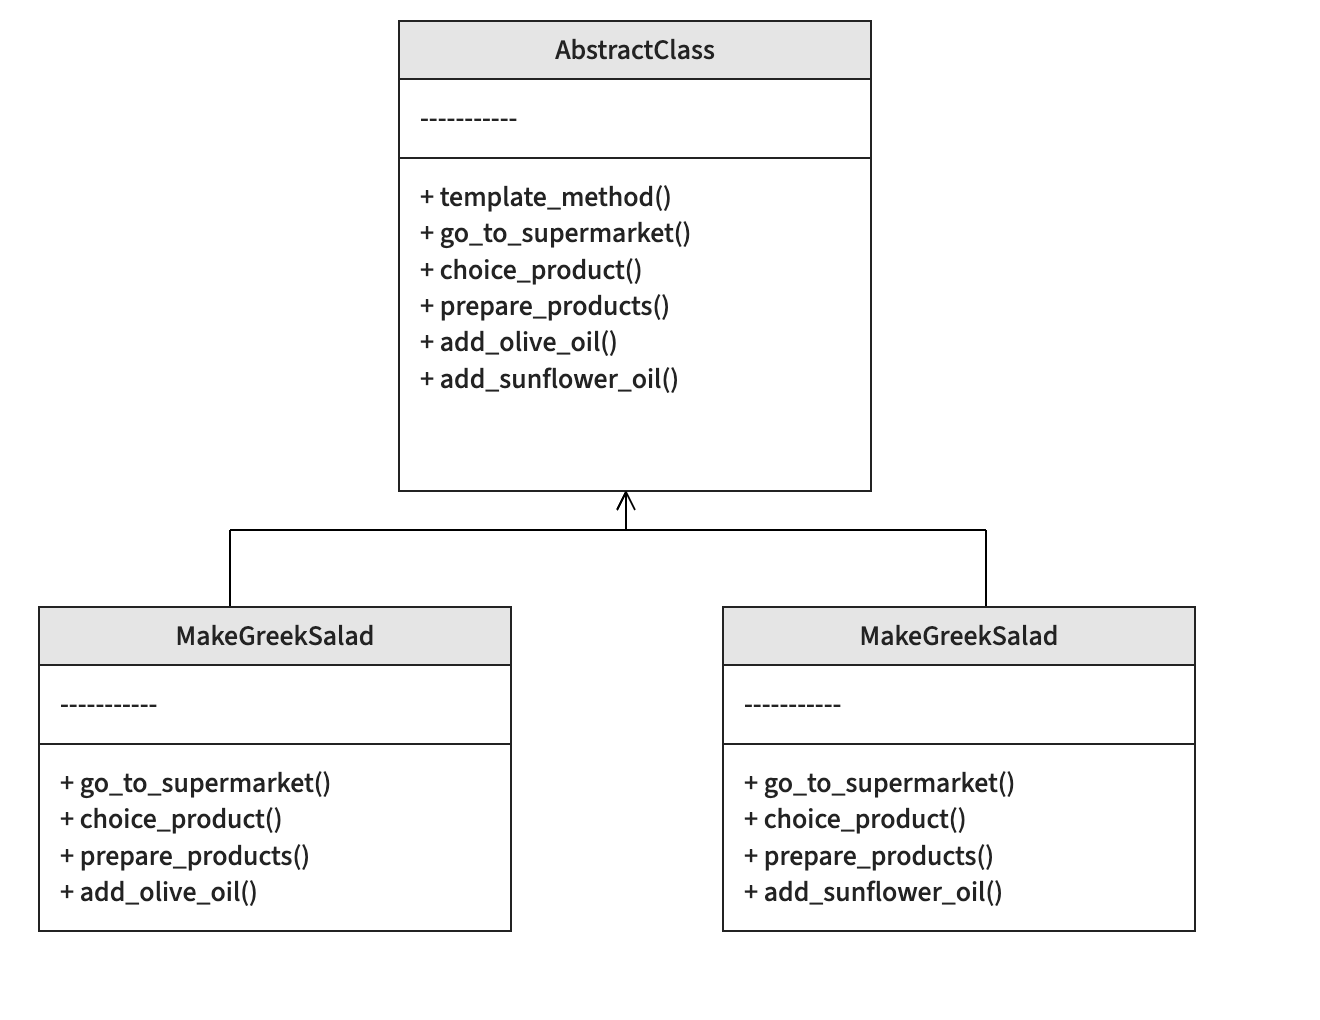 AbstractClass
-----------
+ template_method()
+ go_to_supermarket()
+ choice_product()
+ prepare_products()
+ add_olive_oil()
+ add_sunflower_oil()
MakeGreekSalad
-----------
+ go_to_supermarket()
+ choice_product()
+ prepare_products()
+ add_olive_oil()
MakeGreekSalad
-----------
+ go_to_supermarket()
+ choice_product()
+ prepare_products()
+ add_sunflower_oil()